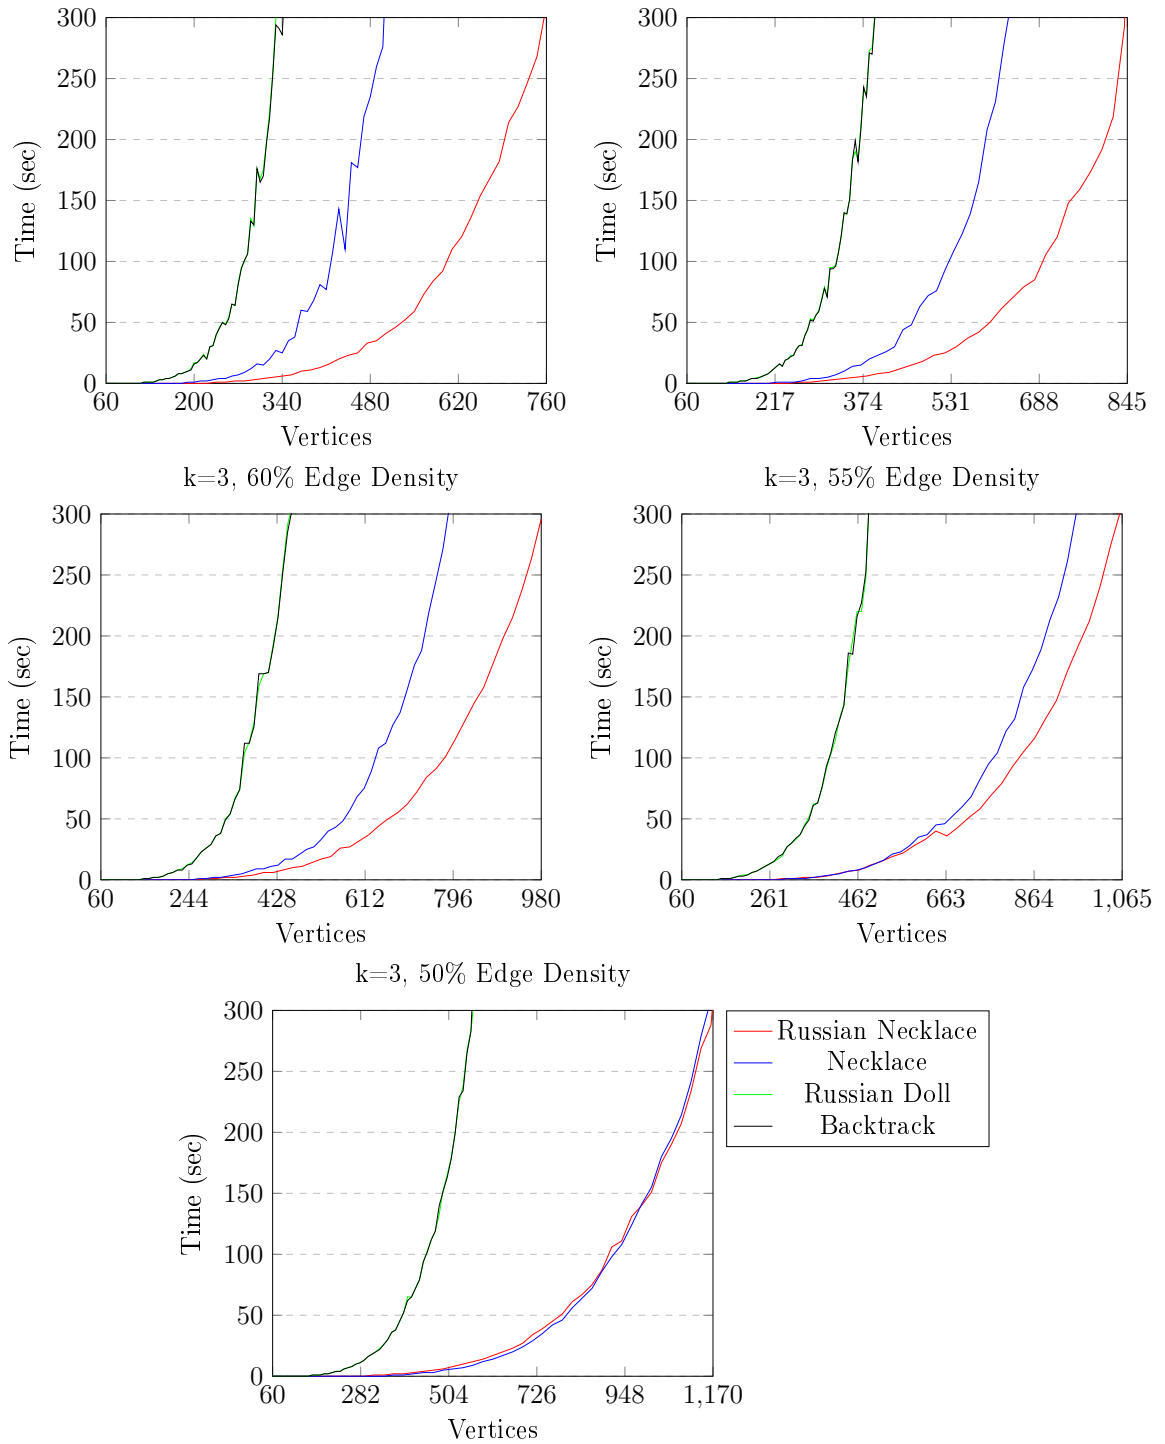 300
250
200
150
100
50
0
60 200 340 480 620 760
Time (sec)
Vertices
300
250
200
150
100
50
0
60 217 374 531 688 845
Time (sec)
Vertices
k=3, 60% Edge Density
300
250
200
150
100
50
0
60 244 428 612 796 980
Time (sec)
Vertices
k=3, 55% Edge Density
300
250
200
150
100
50
0
60 261 462 663 864 1,065
Time (sec)
Vertices
k=3, 50% Edge Density
300
250
200
150
100
50
0
60 282 504 726 948 1,170
Time (sec)
Vertices
Russian Necklace
Necklace
Russian Doll
Backtrack